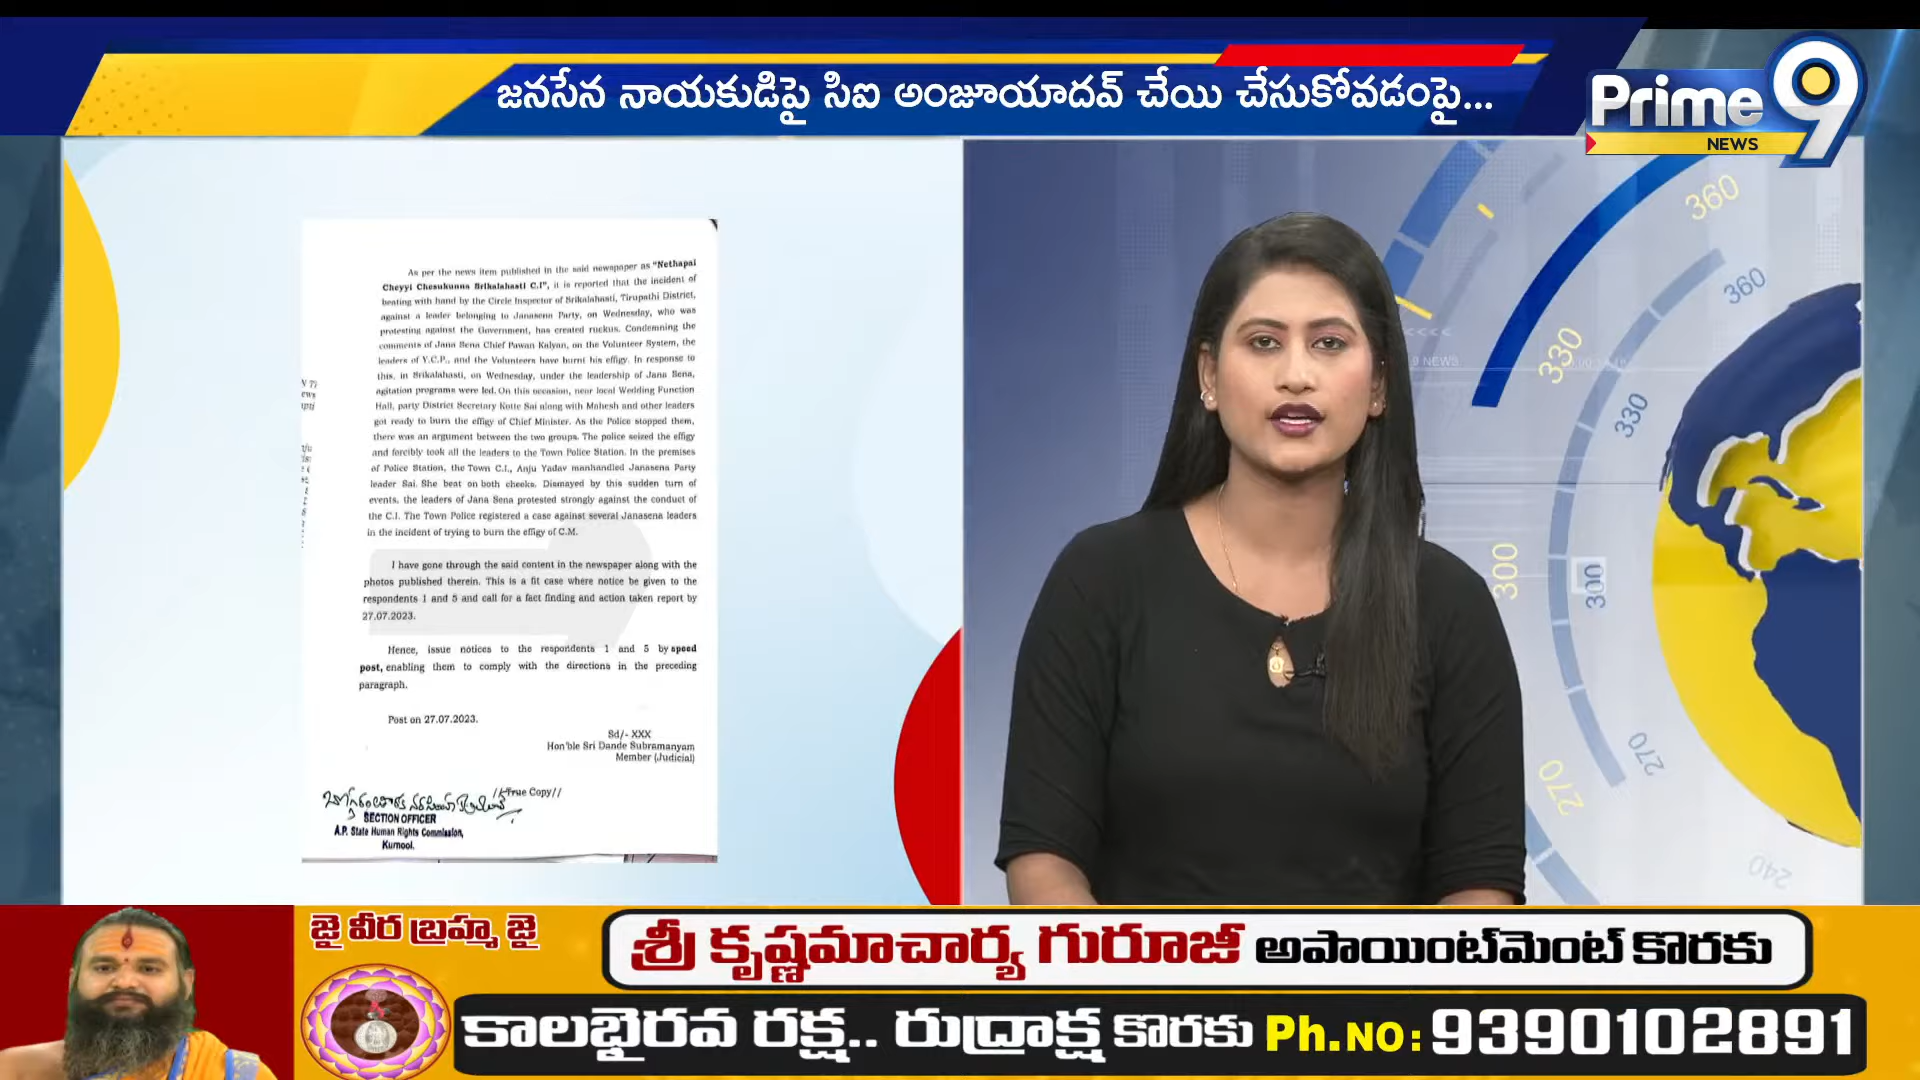 జనసేన నాయకుడిపై సిఐ అంజూయాదవ్ చేయి చేసుకోవడంపై...
Prime9
NEWS
As per the news item published in the said newspaper as "Nethapai
Cheyyi Chesukunna Srikalahasti C.I", it is reported that the incident of
beating with hand by the Circle Inspector of Srikalahasti, Tirupathi District,
against a leader belonging to Janasena Party, on Wednesday, who was
protesting against the Government, has created ruckus. Condemning the
comments of Jana Sena Chief Pawan Kalyan, on the Volunteer System, the
leaders of Y.C.P., and the Volunteers have burnt his effigy. In response to
this, in Srikalahasti, on Wednesday, under the leadership of Jana Sena,
agitation programs were led. On this occasion, near local Wedding Function
Hall, party District Secretary Kotte Sai along with Mahesh and other leaders
got ready to burn the effigy of Chief Minister. As the Police stopped them,
there was an argument between the two groups. The police seized the effigy
and forcibly took all the leaders to the Town Police Station. In the premises
of Police Station, the Town C.I., Anju Yadav manhandled Janasena Party
leader Sai. She beat on both cheeks. Dismayed by this sudden turn of
events, the leaders of Jana Sena protested strongly against the conduct of
the C.I. The Town Police registered a case against several Janasena leaders
in the incident of trying to burn the effigy of C.M.
I have gone through the said content in the newspaper along with the
photos published therein. This is a fit case where notice be given to the
respondents 1 and 5 and call for a fact finding and action taken report by
27.07.2023.
Hence, issue notices to the respondents 1 and 5 by speed
post, enabling them to comply with the directions in the preceding
paragraph.
Post on 27.07.2023.
Sd/- XXX
Hon'ble Sri Dande Subramanyam
Member (Judicial)
//True Copy//
SECTION OFFICER
A.P. State Human Rights Commission,
Kurnool.
360
360
330
330
300
300
270
270
240
జై వీర బ్రహ్మ జై
శ్రీ కృష్ణమాచార్య గురూజీ అపాయింట్‌మెంట్ కొరకు
కాలభైరవ రక్ష.. రుద్రాక్ష కొరకు Ph.NO: 9390102891